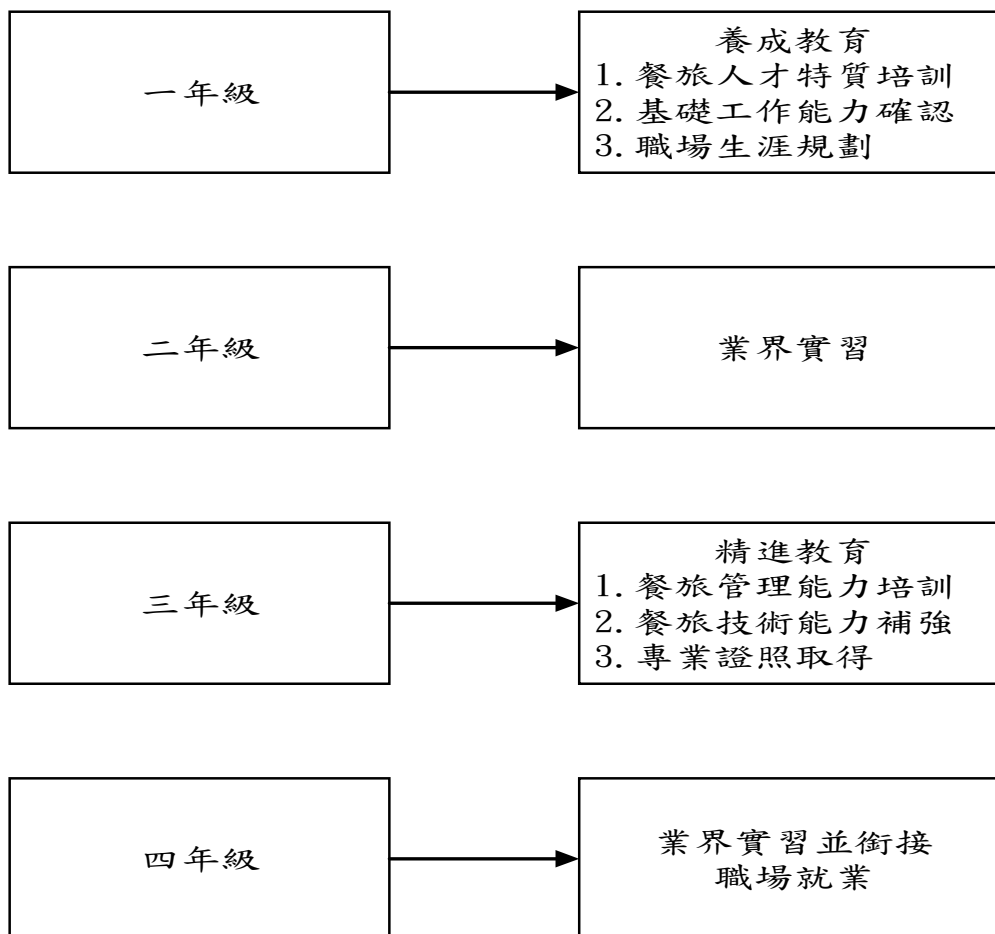 一年級
養成教育
1. 餐旅人才特質培訓
2. 基礎工作能力確認
3. 職場生涯規劃
二年級
業界實習
三年級
精進教育
1. 餐旅管理能力培訓
2. 餐旅技術能力補強
3. 專業證照取得
四年級
業界實習並銜接
職場就業